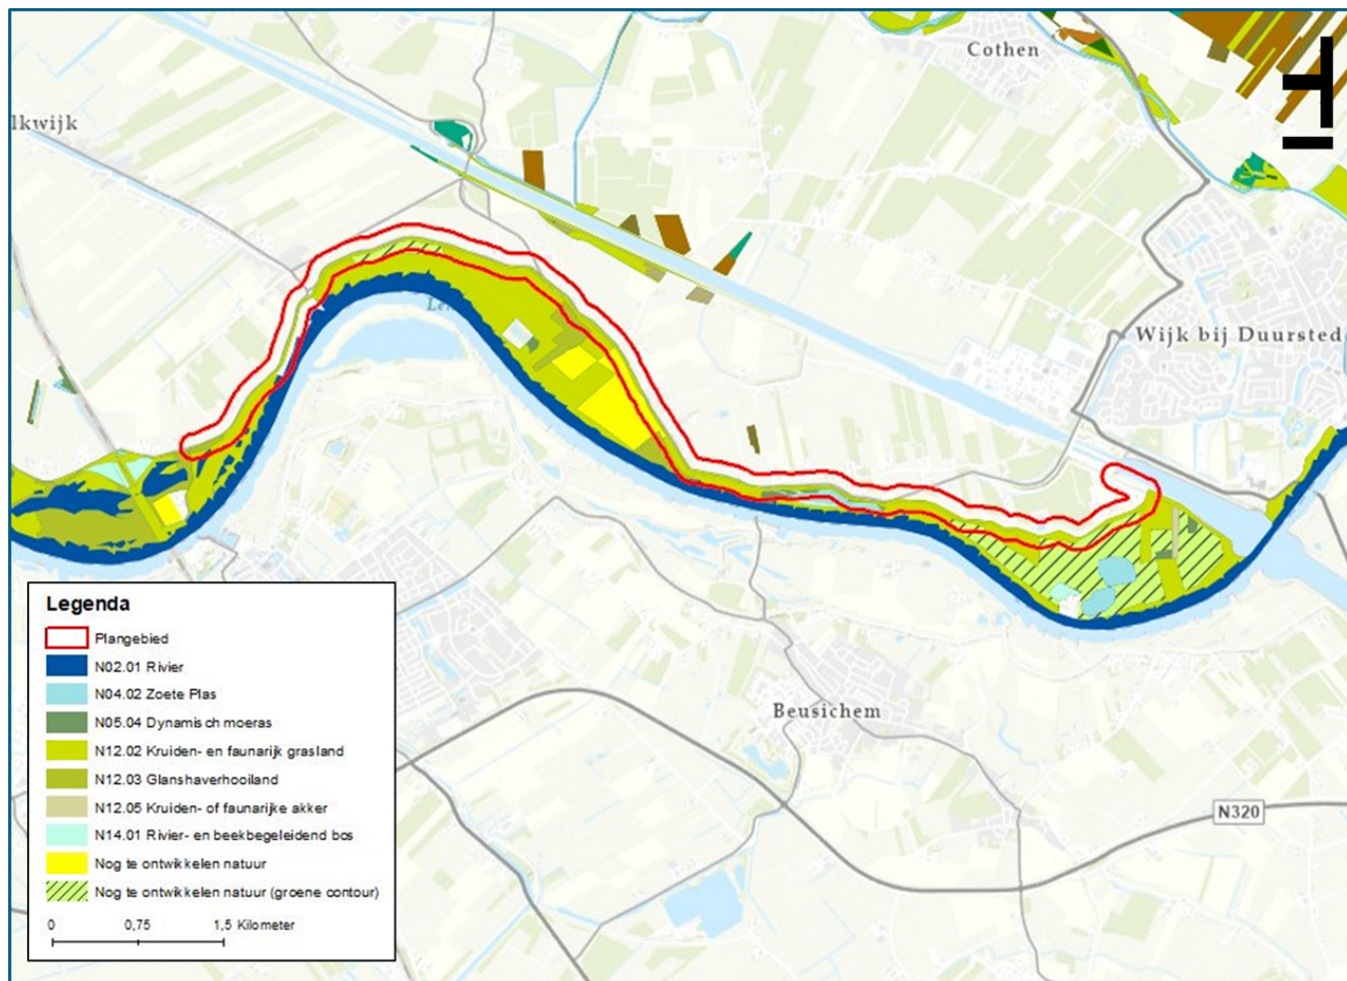 Cothen
lkwijk
Wijk bij Duursted
Beusichem
N320
Legenda
Plangebied
N02.01 Rivier
N04.02 Zoete Plas
N05.04 Dynamisch moeras
N12.02 Kruiden- en faunarijk grasland
N12.03 Glanshaverhooiland
N12.05 Kruiden- of faunarijke akker
N14.01 Rivier- en beekbegeleidend bos
Nog te ontwikkelen natuur
Nog te ontwikkelen natuur (groene contour)
0 0,75 1,5 Kilometer